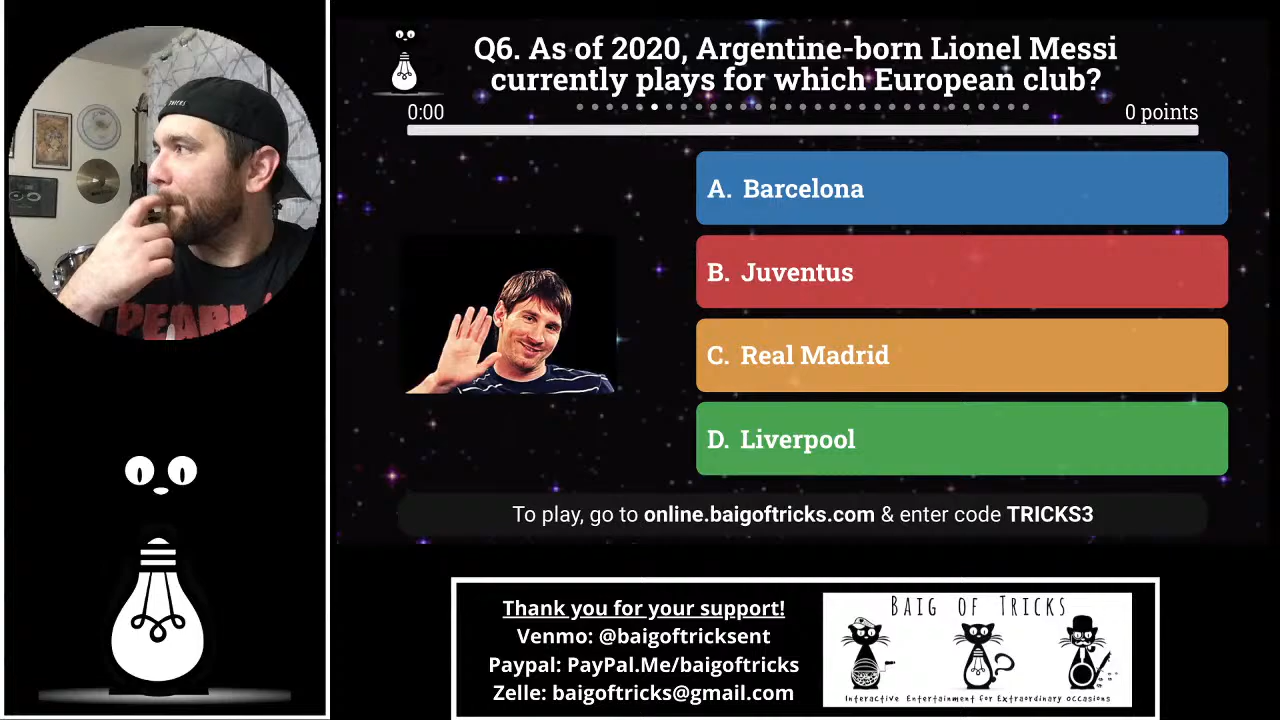 Q6. As of 2020, Argentine-born Lionel Messi
currently plays for which European club?
0:00
0 points
A. Barcelona
B. Juventus
C. Real Madrid
D. Liverpool
To play, go to online.baigoftricks.com & enter code TRICKS3
TRICKS
PEARL
Thank you for your support!
Venmo: @baigoftricksent
Paypal: PayPal.Me/baigoftricks
Zelle: baigoftricks@gmail.com
BAIG OF TRICKS
Interactive Entertainment for Extraordinary occasions